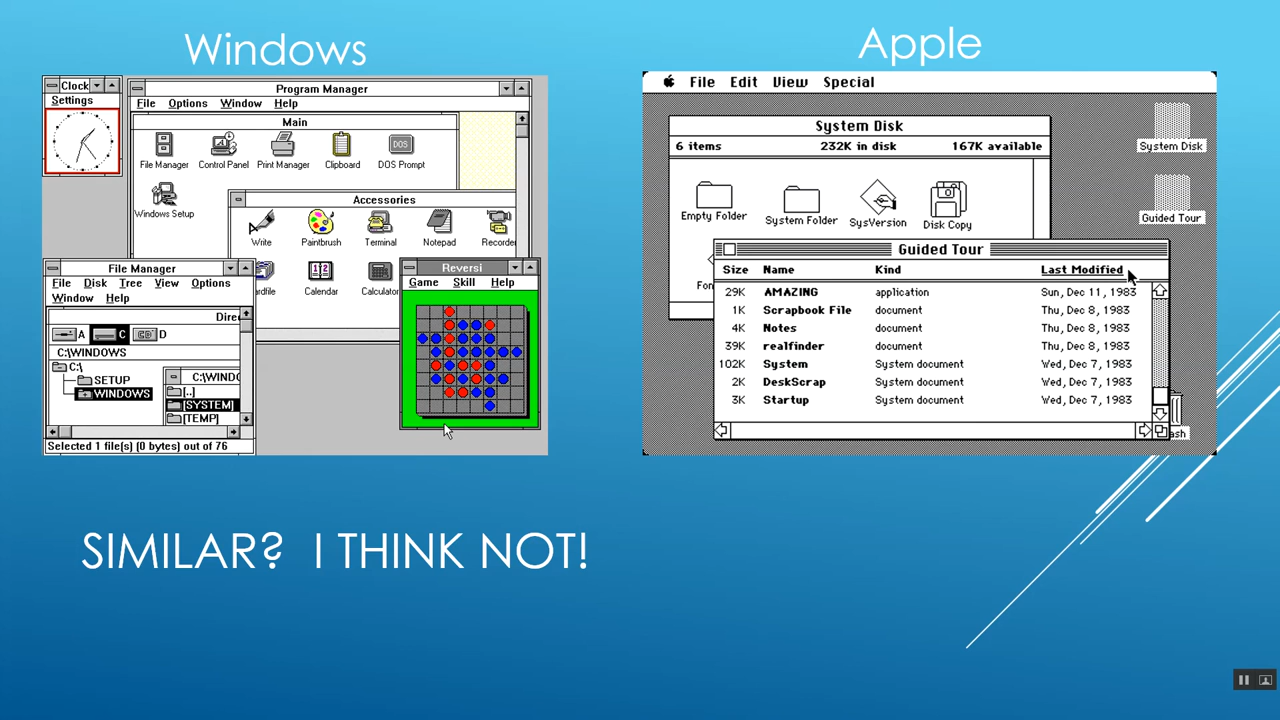 Windows
Apple
Clock
Settings
Program Manager
File Options Window Help
Main
File Manager Control Panel Print Manager Clipboard DOS Prompt
DOS
Windows Setup
Accessories
Write Paintbrush Terminal Notepad Recorder
Calendar
File Manager
File Disk Tree View Options
Window Help
A C D
C:\WINDOWS
C:\
SETUP
WINDOWS
[..]
[SYSTEM]
[TEMP]
Selected 1 file(s) (0 bytes) out of 76
Reversi
Game Skill Help
File Edit View Special
System Disk
6 items 232K in disk 167K available
Empty Folder System Folder SysVersion Disk Copy
System Disk
Guided Tour
Guided Tour
Size Name Kind Last Modified
29K AMAZING application Sun, Dec 11, 1983
1K Scrapbook File document Thu, Dec 8, 1983
4K Notes document Thu, Dec 8, 1983
39K realfinder document Thu, Dec 8, 1983
102K System System document Wed, Dec 7, 1983
2K DeskScrap System document Wed, Dec 7, 1983
3K Startup System document Wed, Dec 7, 1983
SIMILAR? I THINK NOT!